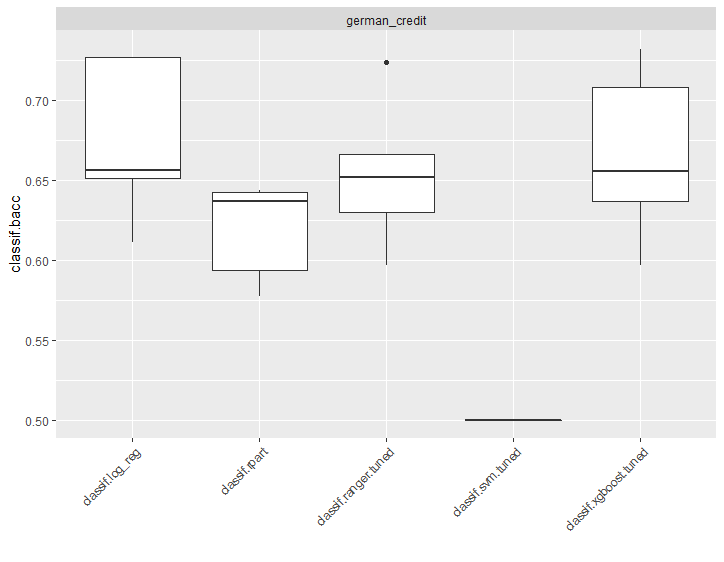 german_credit
classif.bacc
0.70
0.65
0.60
0.55
0.50
classif.log_reg
classif.rpart
classif.ranger.tuned
classif.svm.tuned
classif.xgboost.tuned